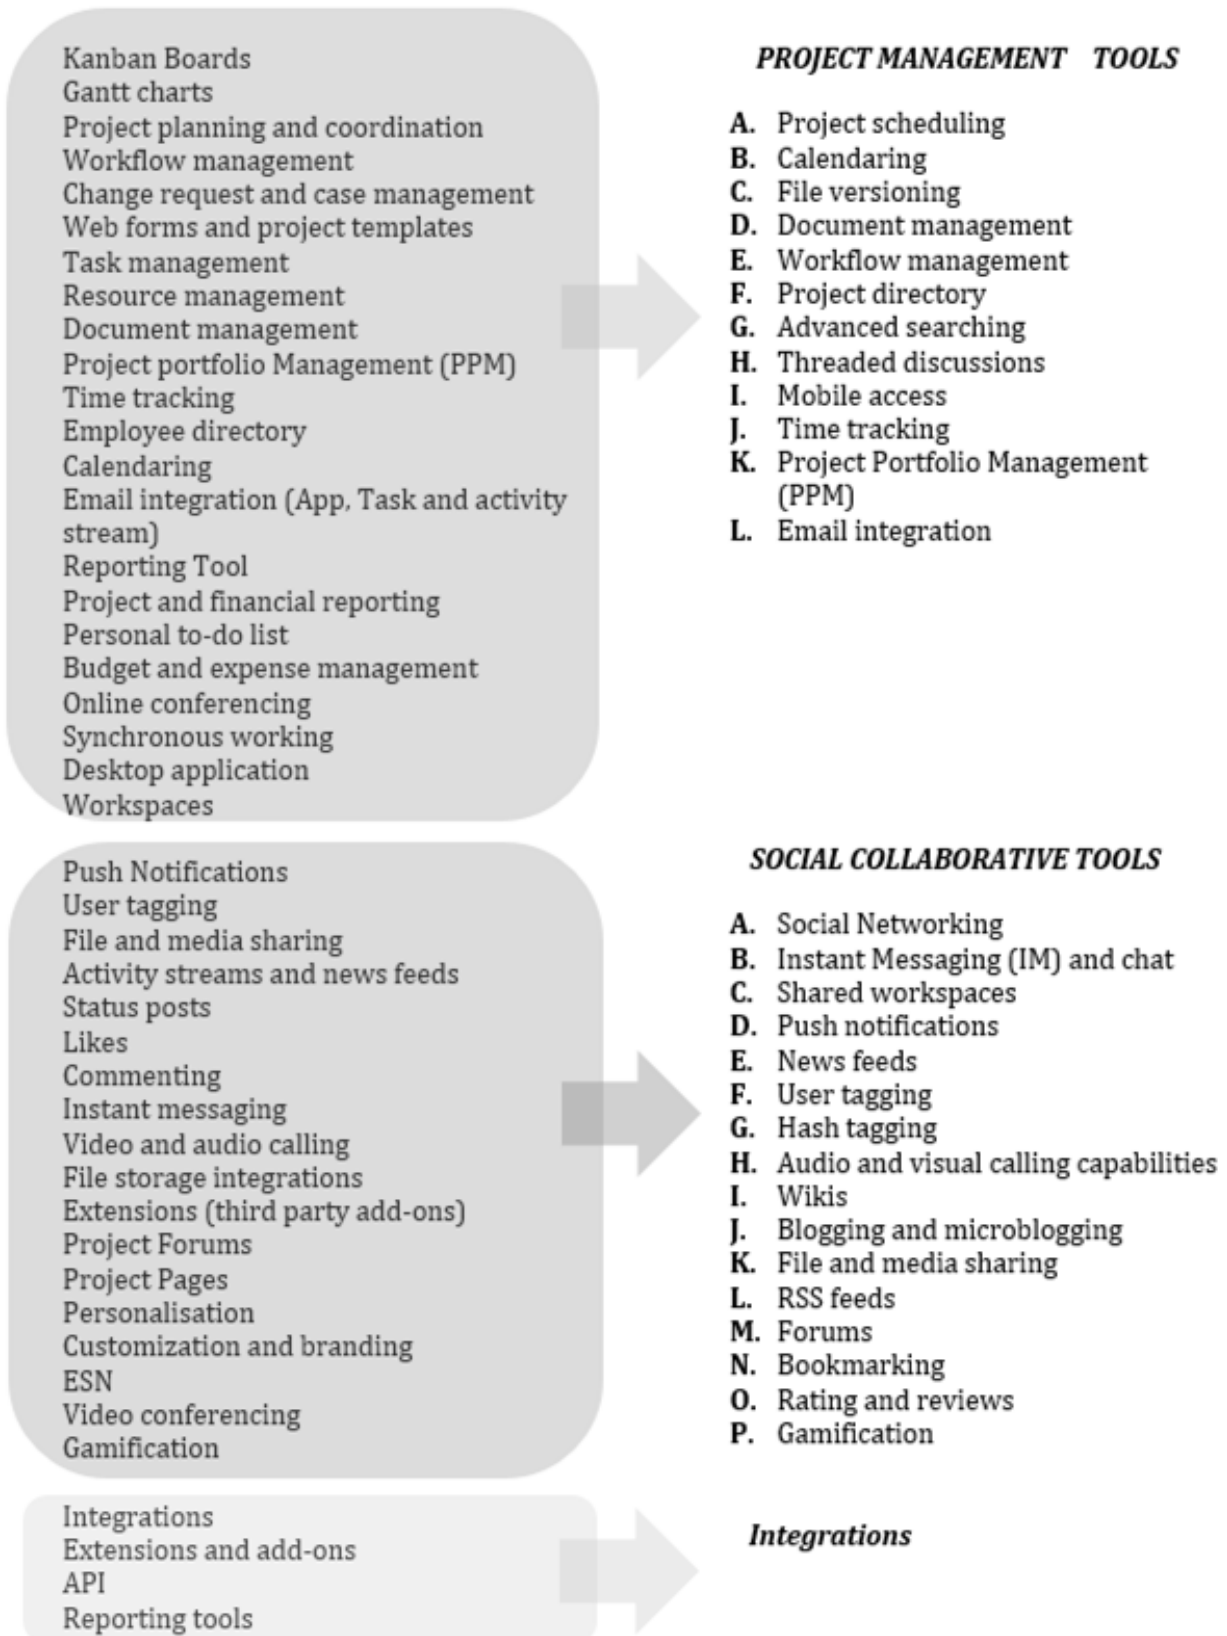 Kanban Boards
Gantt charts
Project planning and coordination
Workflow management
Change request and case management
Web forms and project templates
Task management
Resource management
Document management
Project portfolio Management (PPM)
Time tracking
Employee directory
Calendaring
Email integration (App, Task and activity
stream)
Reporting Tool
Project and financial reporting
Personal to-do list
Budget and expense management
Online conferencing
Synchronous working
Desktop application
Workspaces
PROJECT MANAGEMENT TOOLS
A. Project scheduling
B. Calendaring
C. File versioning
D. Document management
E. Workflow management
F. Project directory
G. Advanced searching
H. Threaded discussions
I. Mobile access
J. Time tracking
K. Project Portfolio Management
(PPM)
L. Email integration
Push Notifications
User tagging
File and media sharing
Activity streams and news feeds
Status posts
Likes
Commenting
Instant messaging
Video and audio calling
File storage integrations
Extensions (third party add-ons)
Project Forums
Project Pages
Personalisation
Customization and branding
ESN
Video conferencing
Gamification
SOCIAL COLLABORATIVE TOOLS
A. Social Networking
B. Instant Messaging (IM) and chat
C. Shared workspaces
D. Push notifications
E. News feeds
F. User tagging
G. Hash tagging
H. Audio and visual calling capabilities
I. Wikis
J. Blogging and microblogging
K. File and media sharing
L. RSS feeds
M. Forums
N. Bookmarking
O. Rating and reviews
P. Gamification
Integrations
Extensions and add-ons
API
Reporting tools
Integrations